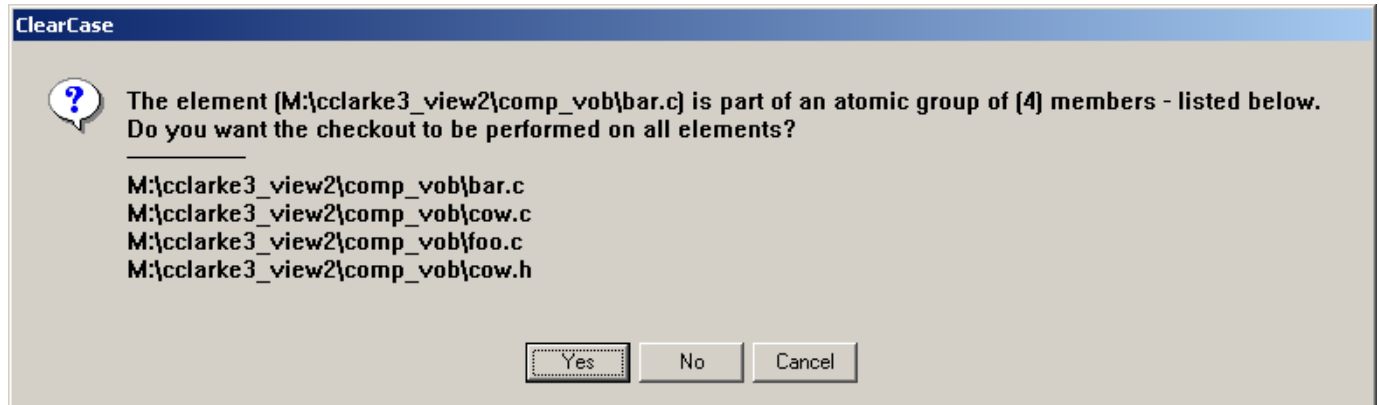 ClearCase
The element (M:\cclarke3_view2\comp_vob\bar.c) is part of an atomic group of (4) members - listed below.
Do you want the checkout to be performed on all elements?
M:\cclarke3_view2\comp_vob\bar.c
M:\cclarke3_view2\comp_vob\cow.c
M:\cclarke3_view2\comp_vob\foo.c
M:\cclarke3_view2\comp_vob\cow.h
Yes No Cancel